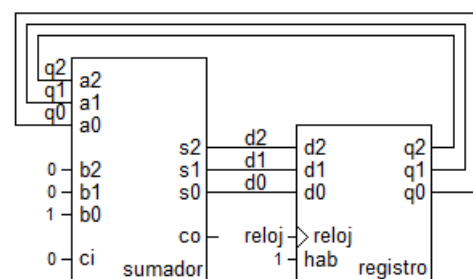 q2 a2
q1 a1
q0 a0
s2 d2 d2 q2
0 b2 s1 d1 d1 q1
0 b1 s0 d0 d0 q0
1 b0
co reloj reloj
0 ci 1 hab
sumador registro